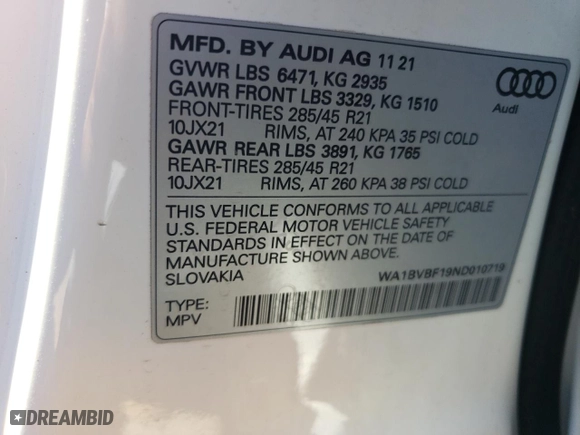 MFD. BY AUDI AG 11 21
GVWR LBS 6471, KG 2935
GAWR FRONT LBS 3329, KG 1510
FRONT-TIRES 285/45 R21
10JX21 RIMS, AT 240 KPA 35 PSI COLD
GAWR REAR LBS 3891, KG 1765
REAR-TIRES 285/45 R21
10JX21 RIMS, AT 260 KPA 38 PSI COLD
Audi
THIS VEHICLE CONFORMS TO ALL APPLICABLE
U.S. FEDERAL MOTOR VEHICLE SAFETY
STANDARDS IN EFFECT ON THE DATE OF
MANUFACTURE SHOWN ABOVE.
SLOVAKIA
WA1BVBF19ND010719
TYPE:
MPV
DREAMBID